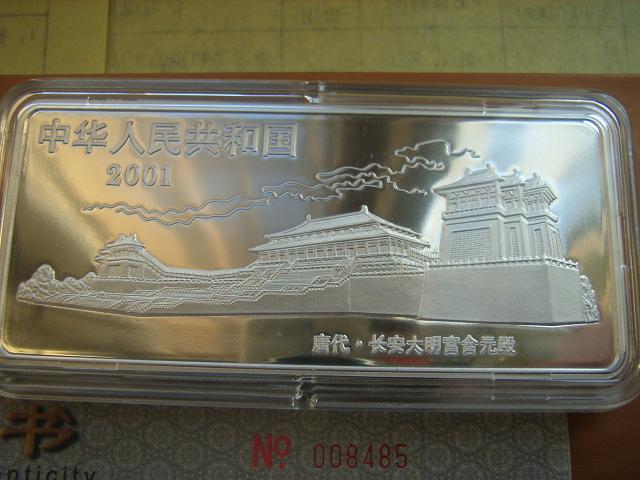 中华人民共和国
2001
唐代·长安大明宫含元殿
书
nticity
No 008485